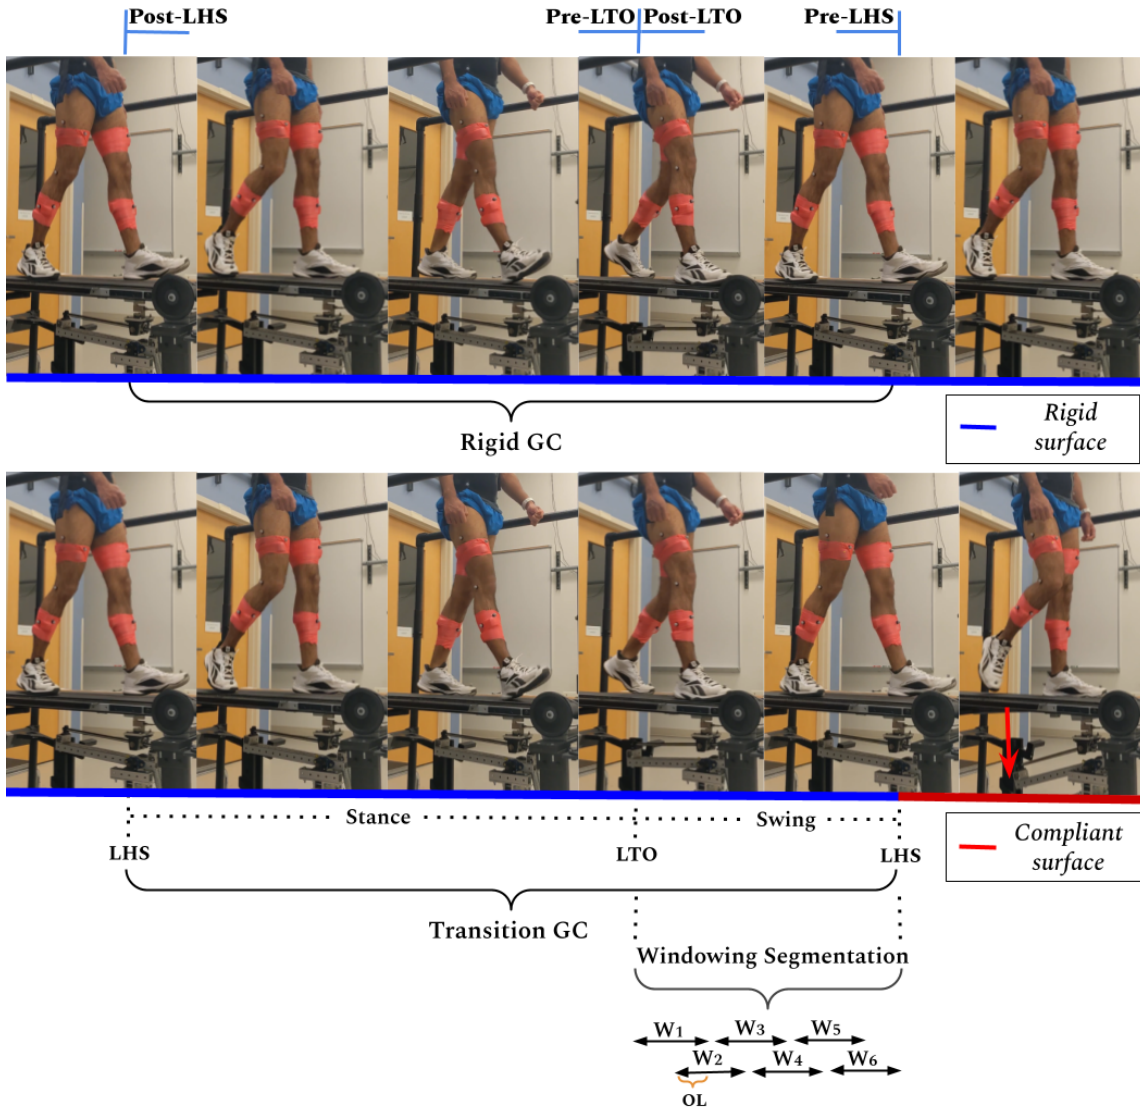 Post-LHS
Pre-LTO
Post-LTO
Pre-LHS
Rigid GC
Rigid
surface
Stance
Swing
LHS
LTO
LHS
Compliant
surface
Transition GC
Windowing Segmentation
W1
W3
W5
W2
W4
W6
OL